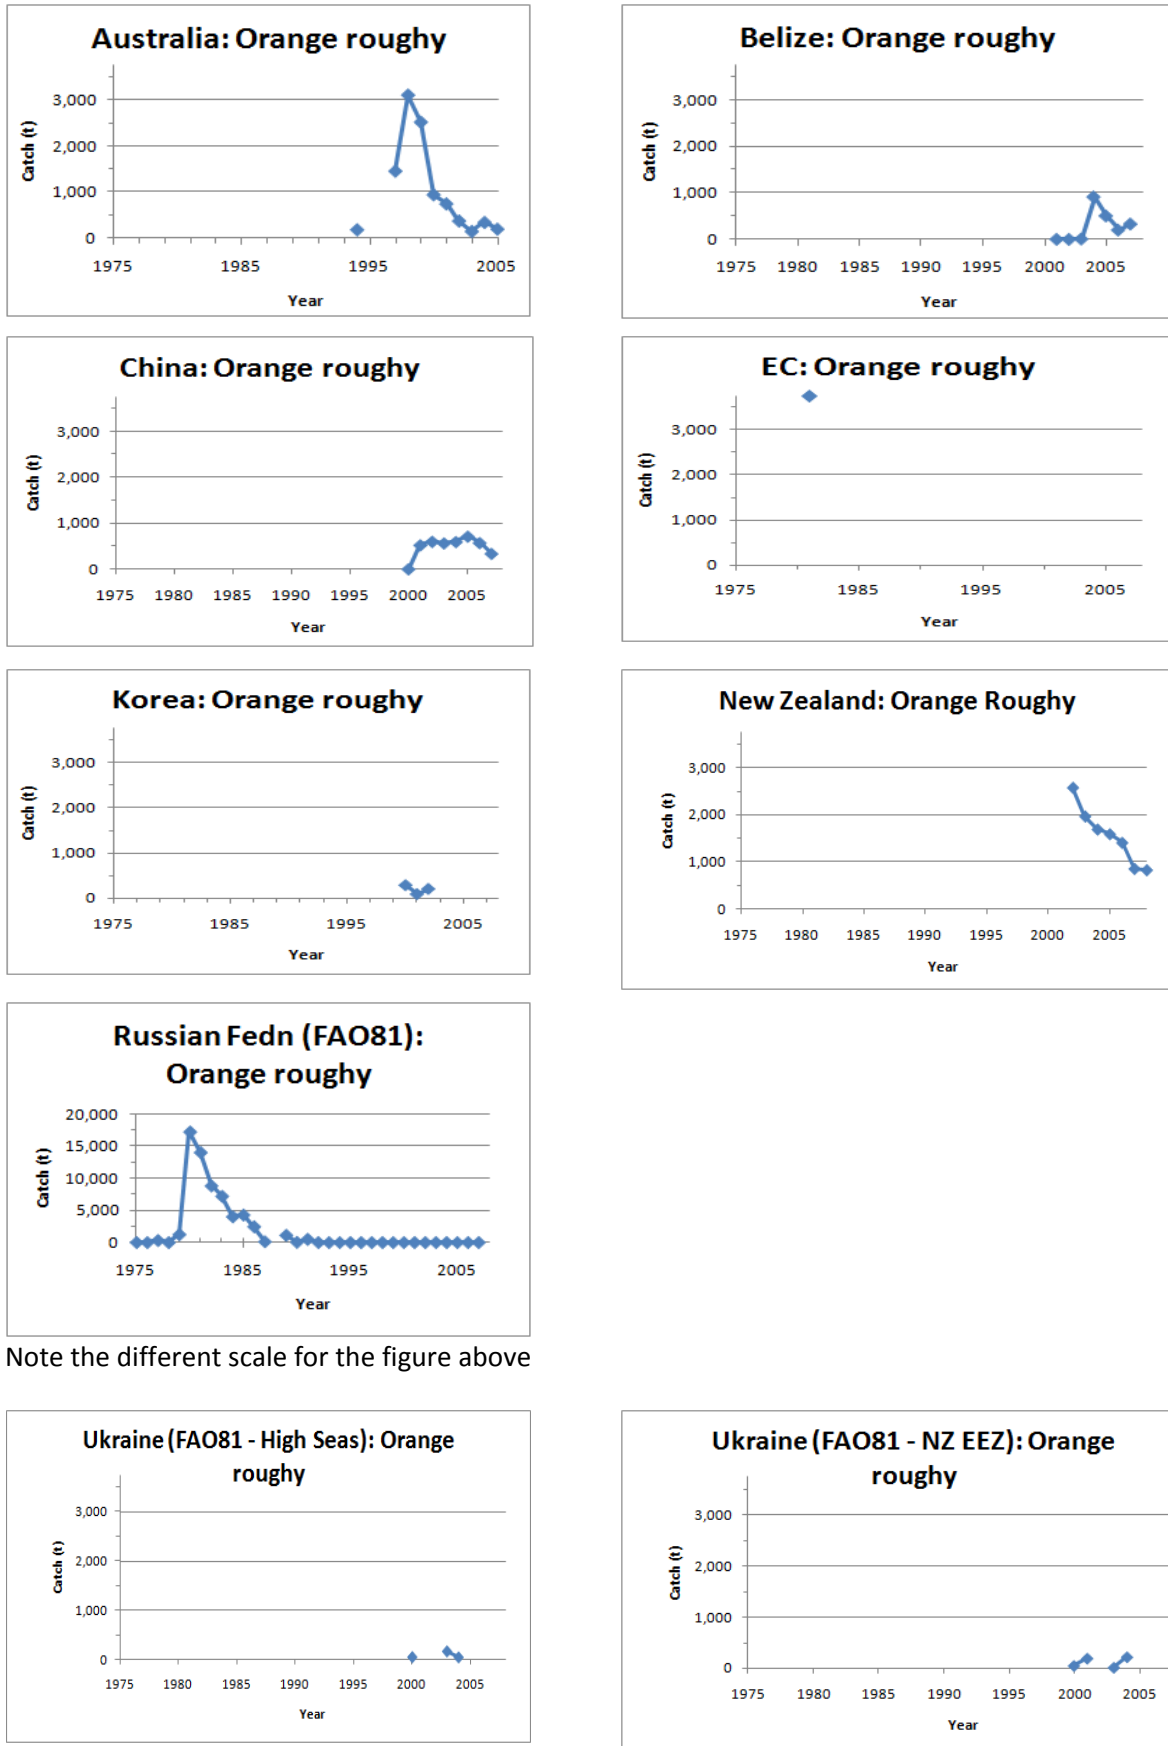 Australia: Orange roughy
3,000
2,000
1,000
0
Catch (t)
1975 1985 1995 2005
Year
Belize: Orange roughy
3,000
2,000
1,000
0
Catch (t)
1975 1980 1985 1990 1995 2000 2005
Year
China: Orange roughy
3,000
2,000
1,000
0
Catch (t)
1975 1980 1985 1990 1995 2000 2005
Year
EC: Orange roughy
3,000
2,000
1,000
0
Catch (t)
1975 1985 1995 2005
Year
Korea: Orange roughy
3,000
2,000
1,000
0
Catch (t)
1975 1985 1995 2005
Year
New Zealand: Orange Roughy
3,000
2,000
1,000
0
Catch (t)
1975 1980 1985 1990 1995 2000 2005
Year
Russian Fedn (FAO81):
Orange roughy
20,000
15,000
10,000
5,000
0
Catch (t)
1975 1985 1995 2005
Year
Note the different scale for the figure above
Ukraine (FAO81 - High Seas): Orange
roughy
3,000
2,000
1,000
0
Catch (t)
1975 1980 1985 1990 1995 2000 2005
Year
Ukraine (FAO81 - NZ EEZ): Orange
roughy
3,000
2,000
1,000
0
Catch (t)
1975 1980 1985 1990 1995 2000 2005
Year